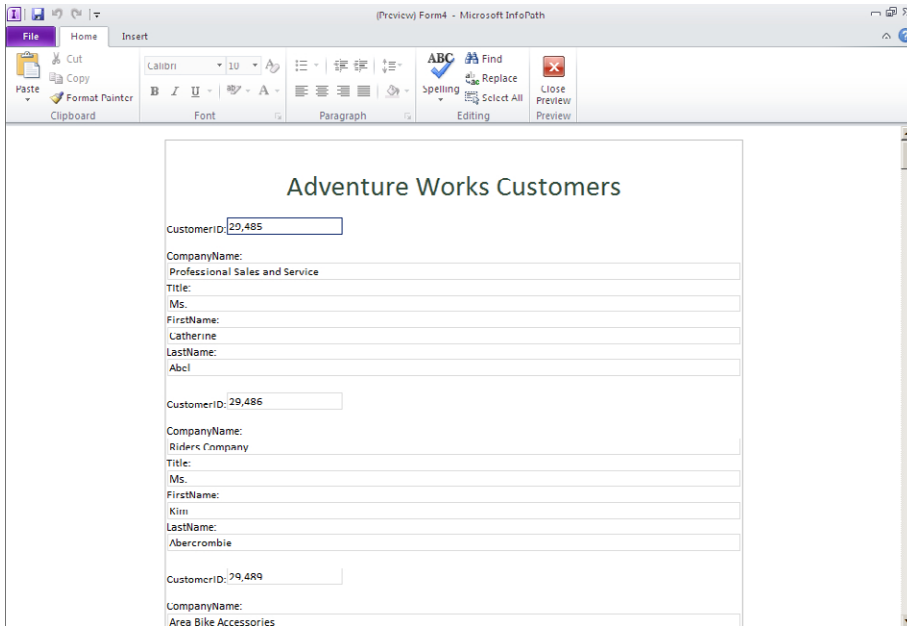 (Preview) Form4 - Microsoft InfoPath
File Home Insert
Paste
Cut
Copy
Format Painter
Clipboard
Calibri 10
B I U A
Font
Paragraph
ABC
Spelling
Find
Replace
Select All
Editing
Close
Preview
Preview
Adventure Works Customers
CustomerID: 29,485
CompanyName:
Professional Sales and Service
Title:
Ms.
FirstName:
Catherine
LastName:
Abel
CustomerID: 29,486
CompanyName:
Riders Company
Title:
Ms.
FirstName:
Kim
LastName:
Abercrombie
CustomerID: 29,489
CompanyName:
Area Bike Accessories